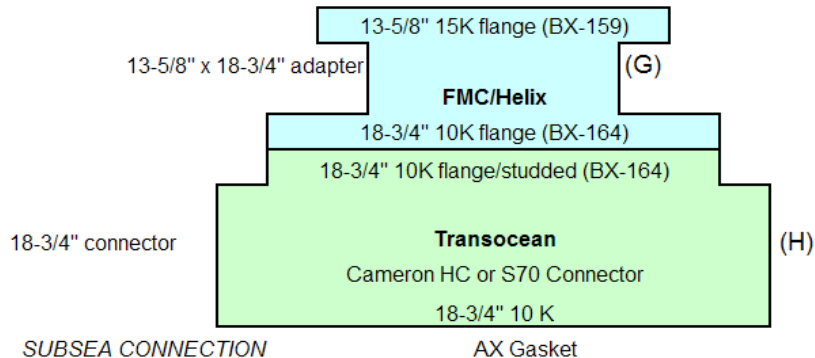 13-5/8" 15K flange (BX-159)
13-5/8" x 18-3/4" adapter
(G)
FMC/Helix
18-3/4" 10K flange (BX-164)
18-3/4" 10K flange/studded (BX-164)
18-3/4" connector
Transocean
(H)
Cameron HC or S70 Connector
18-3/4" 10 K
SUBSEA CONNECTION
AX Gasket